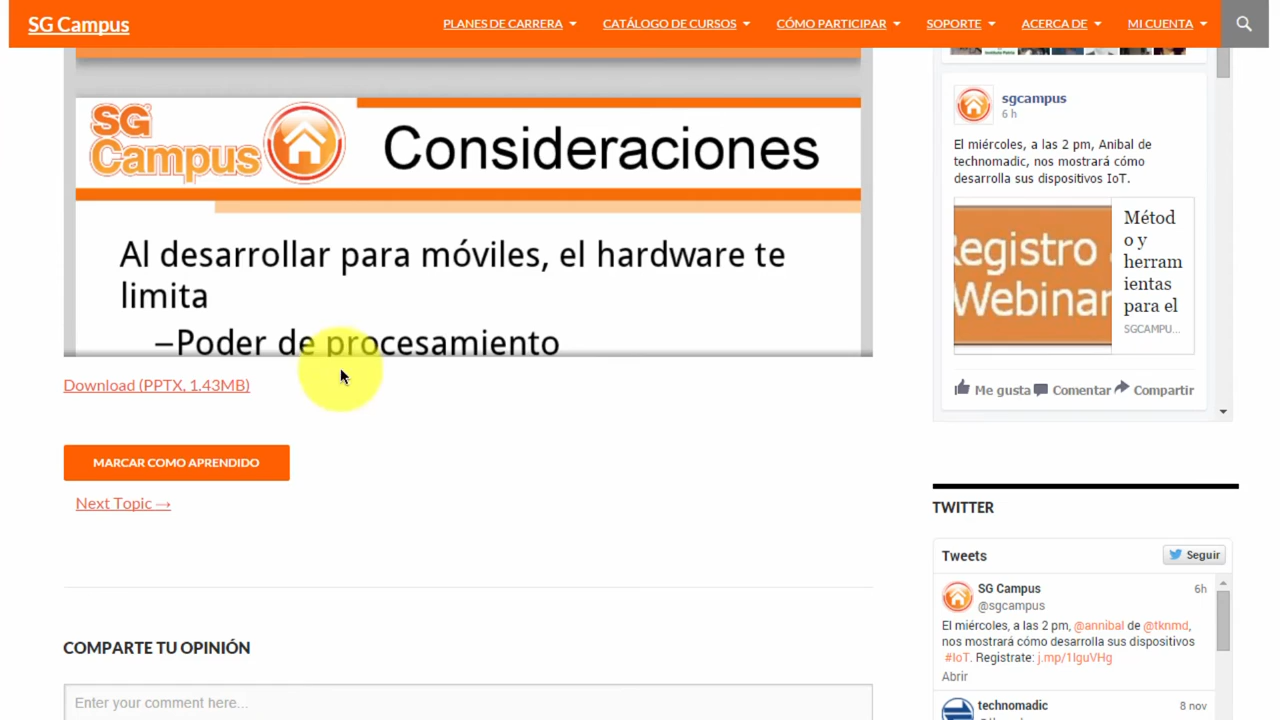 SG Campus
PLANES DE CARRERA
CATÁLOGO DE CURSOS
CÓMO PARTICIPAR
SOPORTE
ACERCA DE
MI CUENTA
SG
Campus
Consideraciones
Al desarrollar para móviles, el hardware te
limita
–Poder de procesamiento
Download (PPTX, 1.43MB)
MARCAR COMO APRENDIDO
Next Topic →
COMPARTE TU OPINIÓN
Enter your comment here...
sgcampus
6 h
El miércoles, a las 2 pm, Anibal de
technomadic, nos mostrará cómo
desarrolla sus dispositivos IoT.
Registro
Webinar
Métod
o y
herram
ientas
para el
SGCAMPU...
Me gusta
Comentar
Compartir
TWITTER
Tweets
Seguir
SG Campus
6h
@sgcampus
El miércoles, a las 2 pm, @annibal de @tknmd,
nos mostrará cómo desarrolla sus dispositivos
#IoT. Registrate: j.mp/1IguVHg
Abrir
technomadic
8 nov